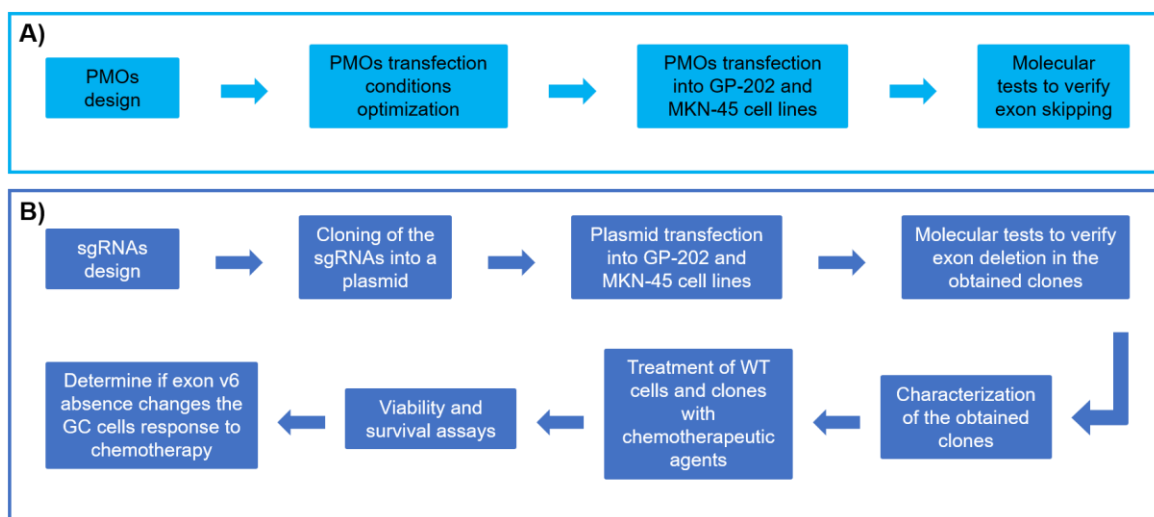 A)
PMOs
design
PMOs transfection
conditions
optimization
PMOs transfection
into GP-202 and
MKN-45 cell lines
Molecular
tests to verify
exon skipping
B)
sgRNAs
design
Cloning of the
sgRNAs into a
plasmid
Plasmid transfection
into GP-202 and
MKN-45 cell lines
Molecular tests to verify
exon deletion in the
obtained clones
Characterization
of the obtained
clones
Treatment of WT
cells and clones
with
chemotherapeutic
agents
Viability and
survival assays
Determine if exon v6
absence changes the
GC cells response to
chemotherapy